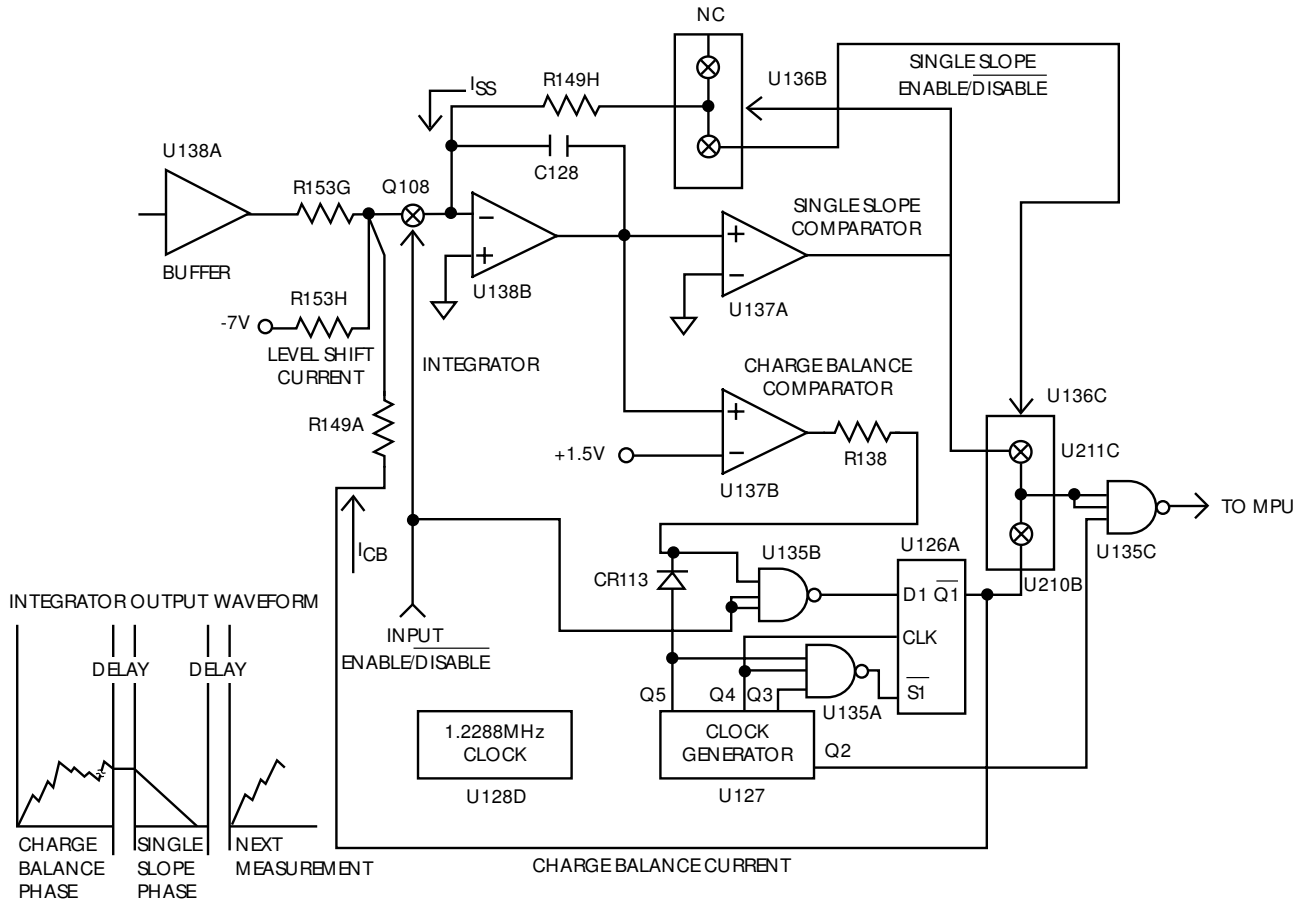 NC
SINGLE SLOPE
ENABLE/DISABLE
ISS
R149H
U136B
U138A
C128
R153G
Q108
SINGLE SLOPE
COMPARATOR
−
+
+
−
BUFFER
U138B
U137A
R153H
-7V
LEVEL SHIFT
CURRENT
INTEGRATOR
CHARGE BALANCE
COMPARATOR
U136C
R149A
+
−
+1.5V
R138
U211C
U137B
TO MPU
ICB
U135B
U126A
U135C
CR113
D1 Q1
U210B
INTEGRATOR OUTPUT WAVEFORM
INPUT
ENABLE/DISABLE
CLK
DELAY
DELAY
Q5
Q4
Q3
S1
U135A
1.2288MHz
CLOCK
CLOCK
GENERATOR
Q2
U128D
U127
CHARGE
BALANCE
PHASE
SINGLE
SLOPE
PHASE
NEXT
MEASUREMENT
CHARGE BALANCE CURRENT